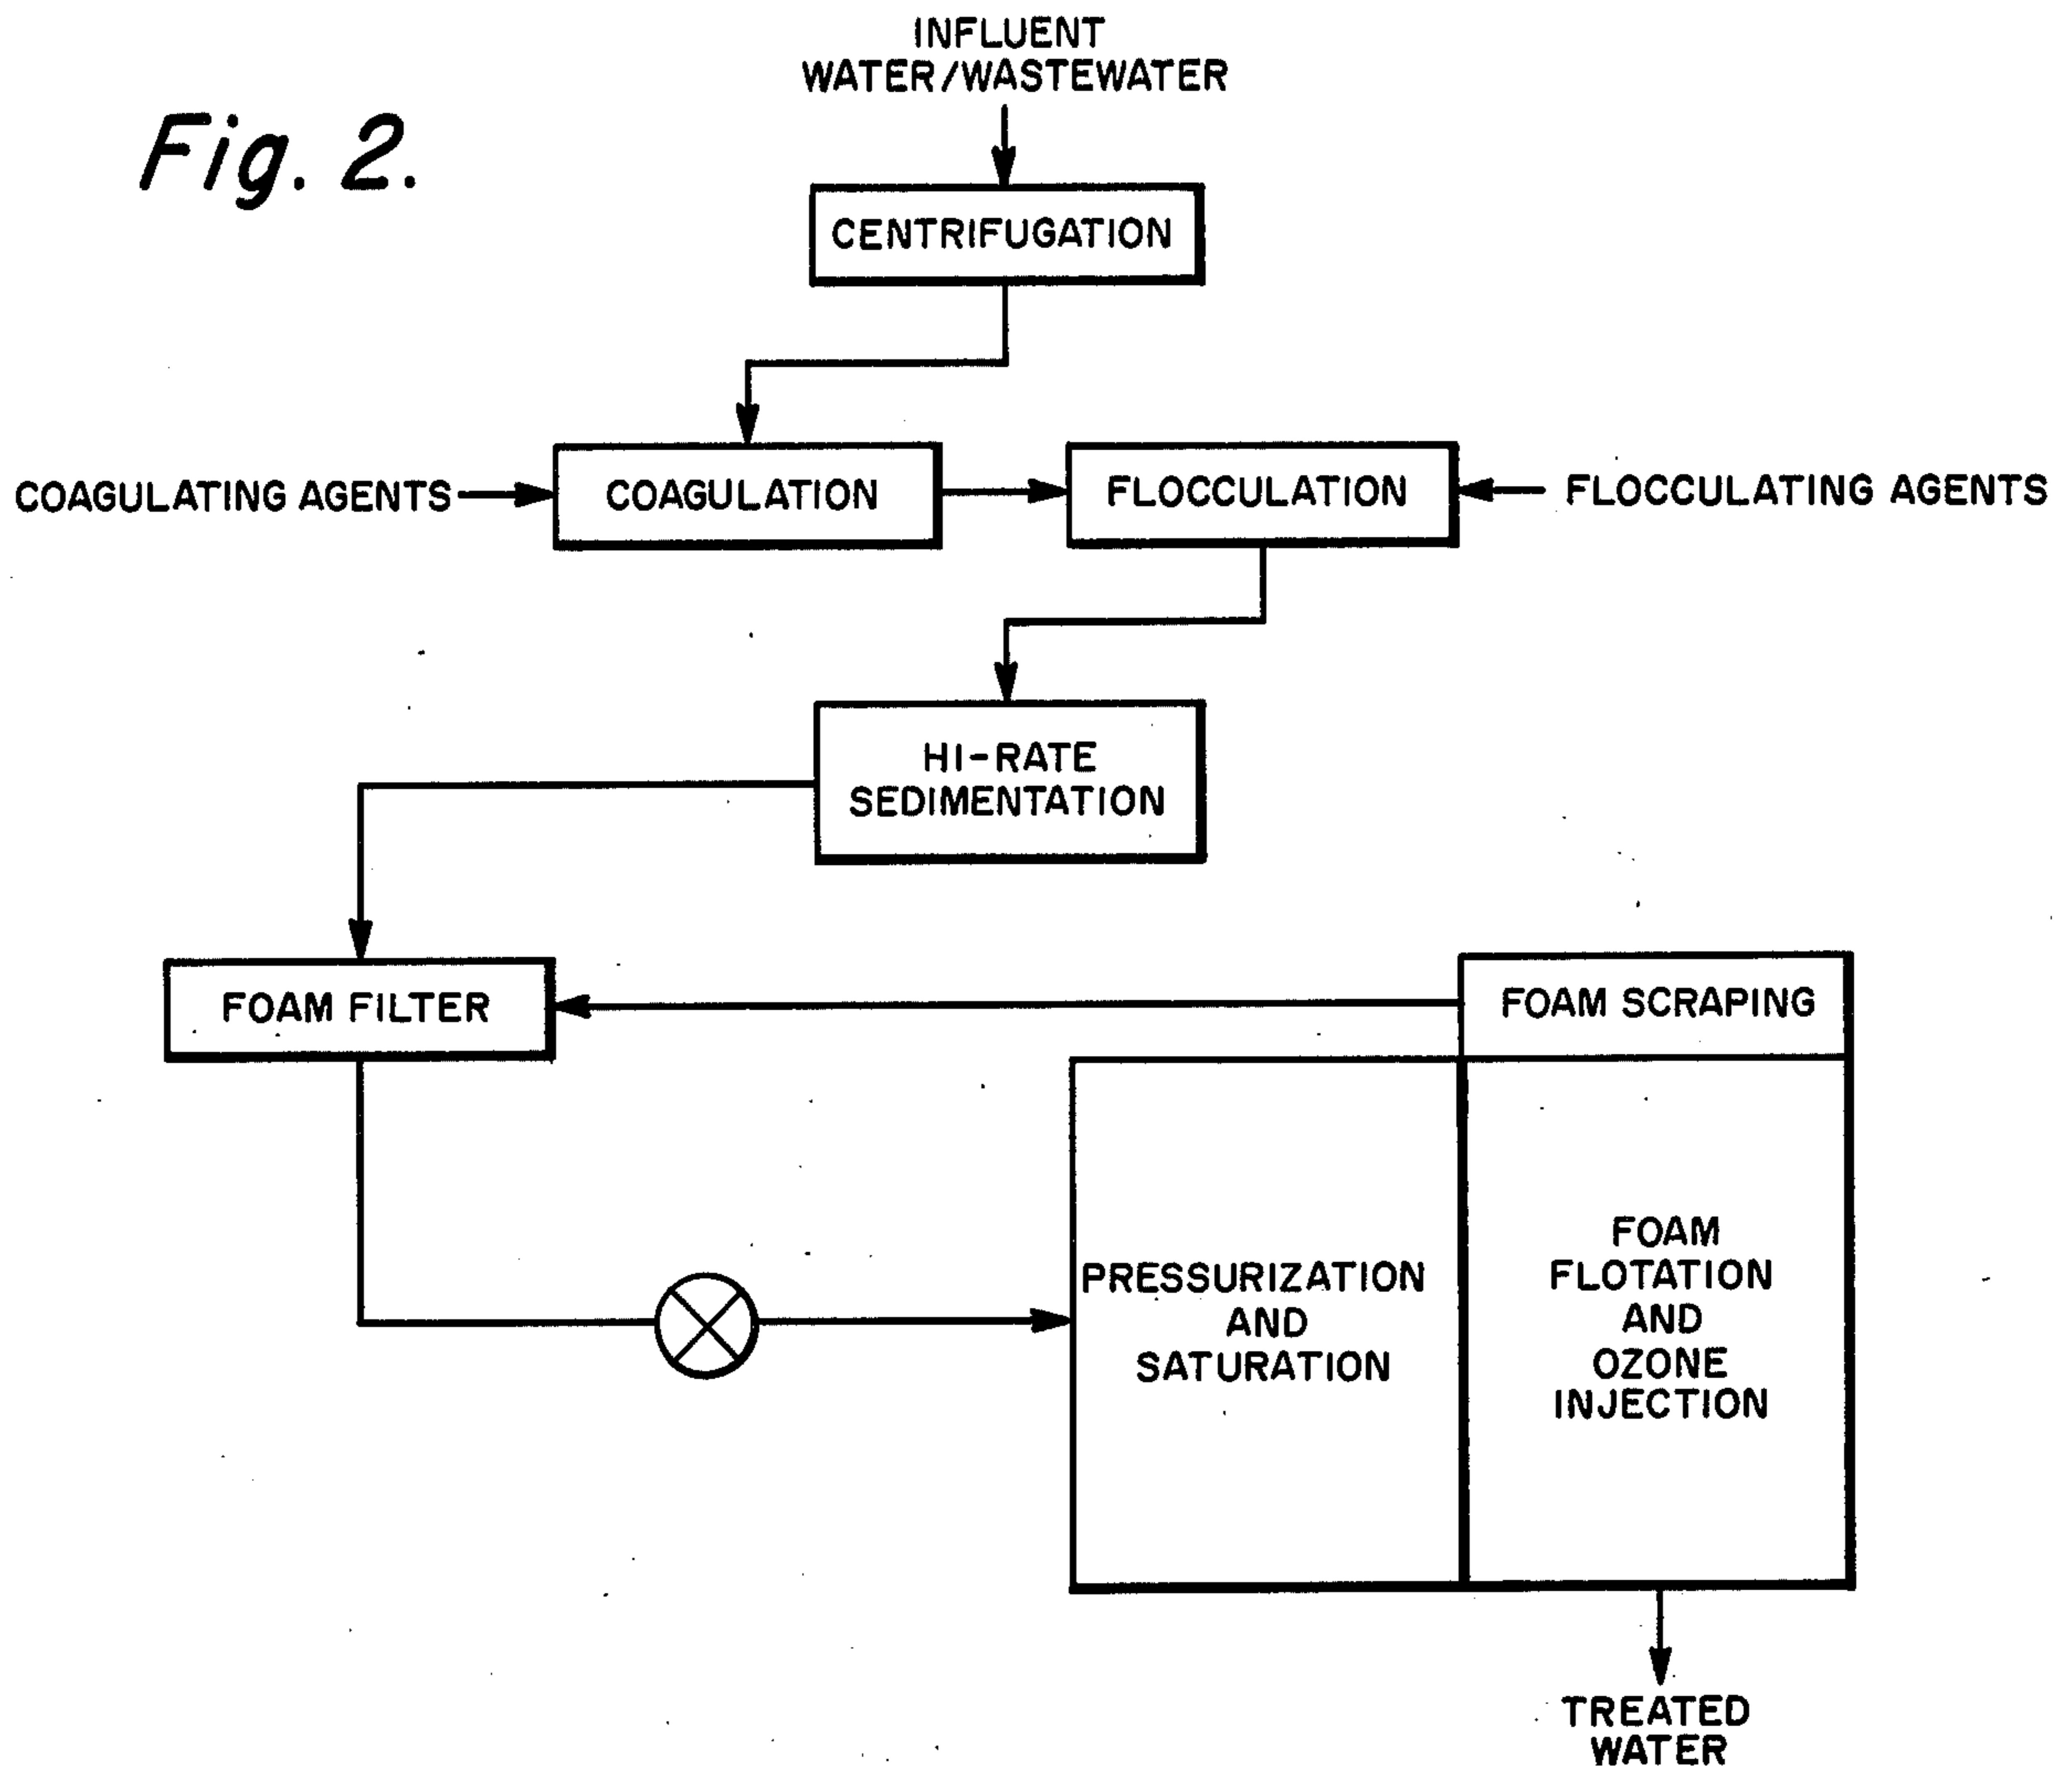 INFLUENT
WATER/WASTEWATER
Fig. 2.
CENTRIFUGATION
COAGULATING AGENTS
COAGULATION
FLOCCULATION
FLOCCULATING AGENTS
HI-RATE
SEDIMENTATION
FOAM FILTER
FOAM SCRAPING
PRESSURIZATION
AND
SATURATION
FOAM
FLOTATION
AND
OZONE
INJECTION
TREATED
WATER